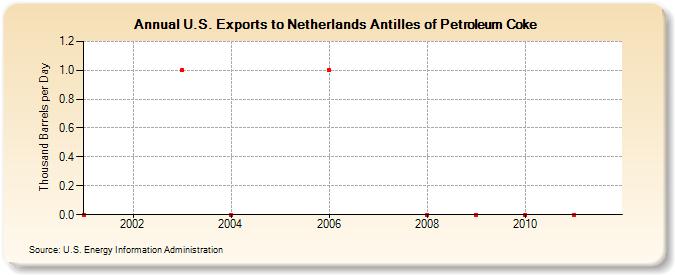 Annual U.S. Exports to Netherlands Antilles of Petroleum Coke
Thousand Barrels per Day
1.2
1.0
0.8
0.6
0.4
0.2
0.0
2002 2004 2006 2008 2010
Source: U.S. Energy Information Administration